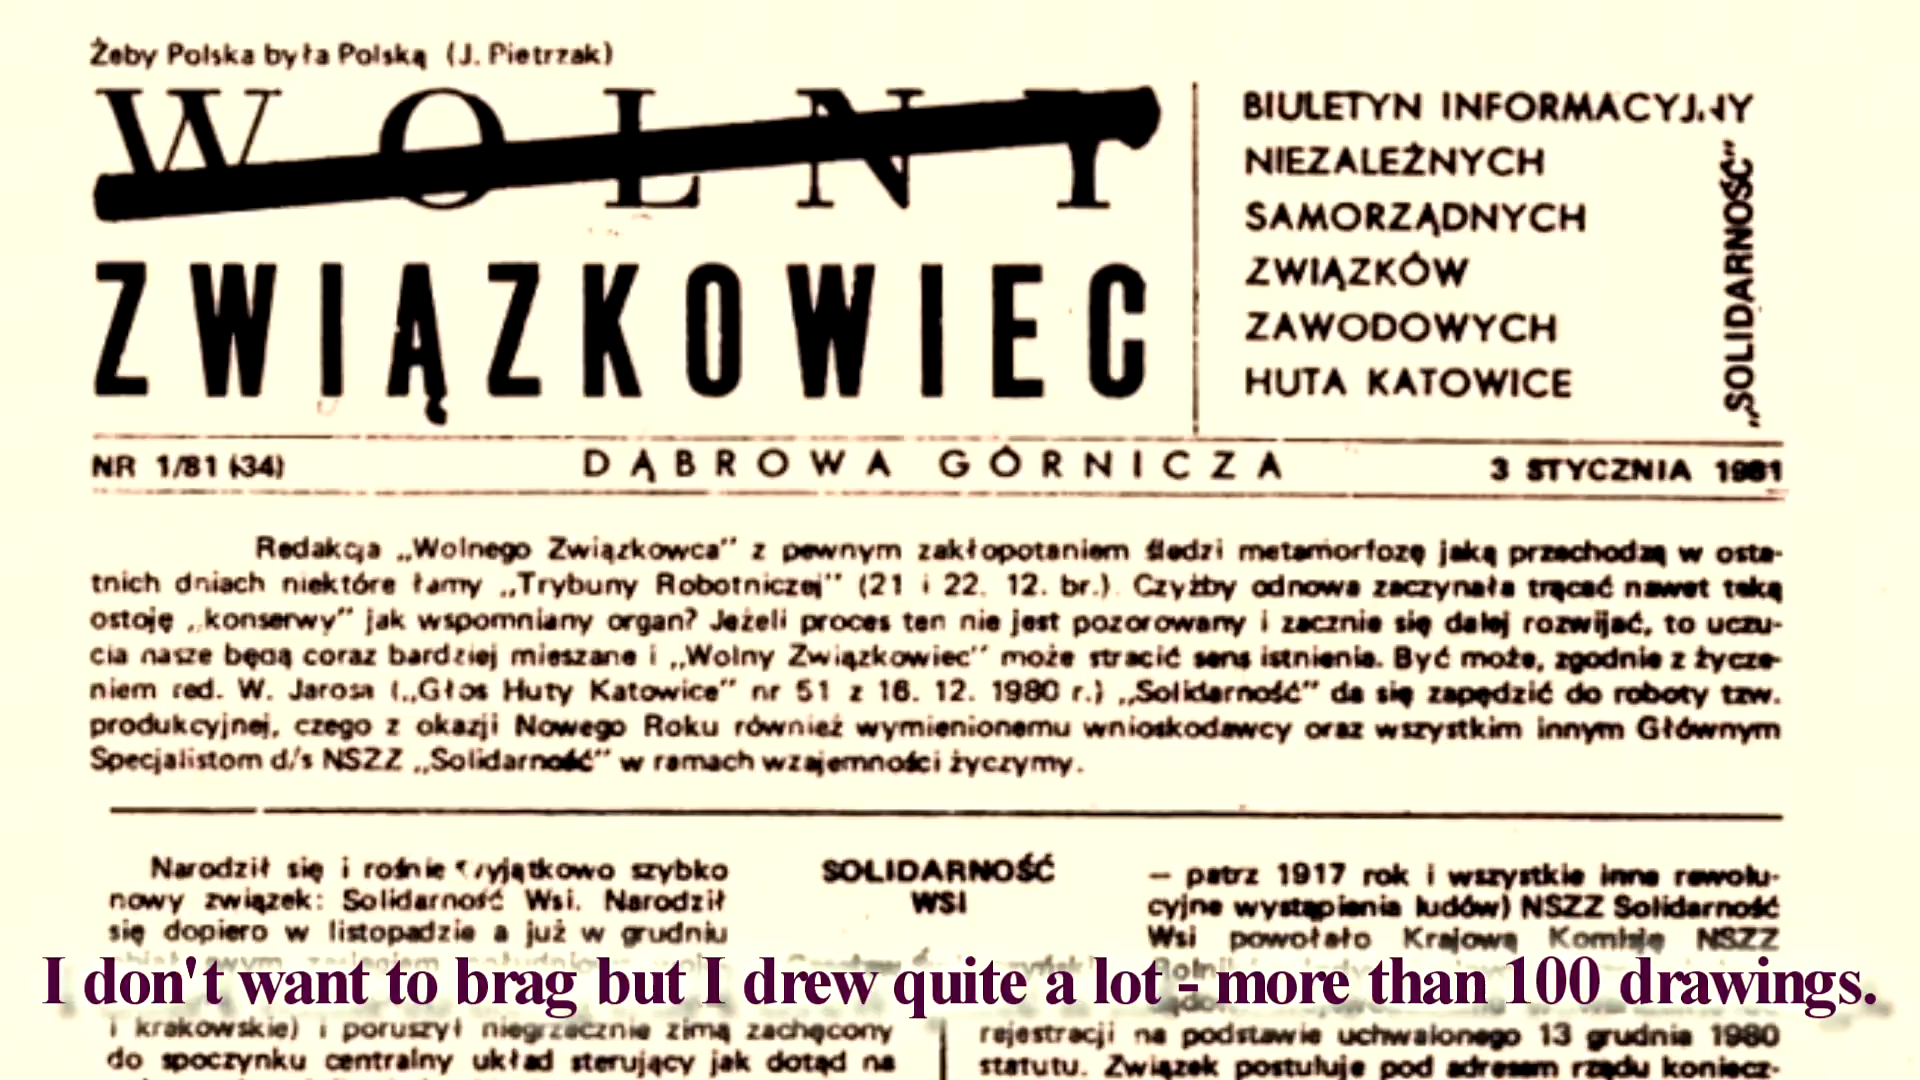 Żeby Polska była Polską (J. Pietrzak)
WOLNY
ZWIĄZKOWIEC
BIULETYN INFORMACYJNY
NIEZALEŻNYCH
SAMORZĄDNYCH
ZWIĄZKÓW
ZAWODOWYCH
HUTA KATOWICE
„SOLIDARNOŚĆ”
NR 1/81 (34)
DĄBROWA GÓRNICZA
3 STYCZNIA 1981
Redakcja „Wolnego Związkowca” z pewnym zakłopotaniem śledzi metamorfozę jaką przechodzą w osta-
tnich dniach niektóre łamy „Trybuny Robotniczej” (21 i 22. 12. br.). Czyżby odnowa zaczynała trącać nawet taką
ostoję „konserwy” jak wspomniany organ? Jeżeli proces ten nie jest pozorowany i zacznie się dalej rozwijać, to uczu-
cia nasze będą coraz bardziej mieszane i „Wolny Związkowiec” może stracić sens istnienia. Być może, zgodnie z życze-
niem red. W. Jarosa („Głos Huty Katowice” nr 51 z 16. 12. 1980 r.) „Solidarność” da się zapędzić do roboty tzw.
produkcyjnej, czego z okazji Nowego Roku również wymienionemu wnioskodawcy oraz wszystkim innym Głównym
Specjalistom d/s NSZZ „Solidarność” w ramach wzajemności życzymy.
Narodził się i rośnie wyjątkowo szybko
nowy związek: Solidarność Wsi. Narodził
się dopiero w listopadzie a już w grudniu
SOLIDARNOŚĆ
WSI
— patrz 1917 rok i wszystkie inne rewolu-
cyjne wystąpienia ludów) NSZZ Solidarność
Wsi powołało Krajową Komisję NSZZ
I don't want to brag but I drew quite a lot - more than 100 drawings.
i krakowskie) i poruszył niegrzecznie zimą zachęcony
do spoczynku centralny układ sterujący jak dotąd na
rejestracji na podstawie uchwalonego 13 grudnia 1980
statutu. Związek postuluje pod adresem rządu koniecz-